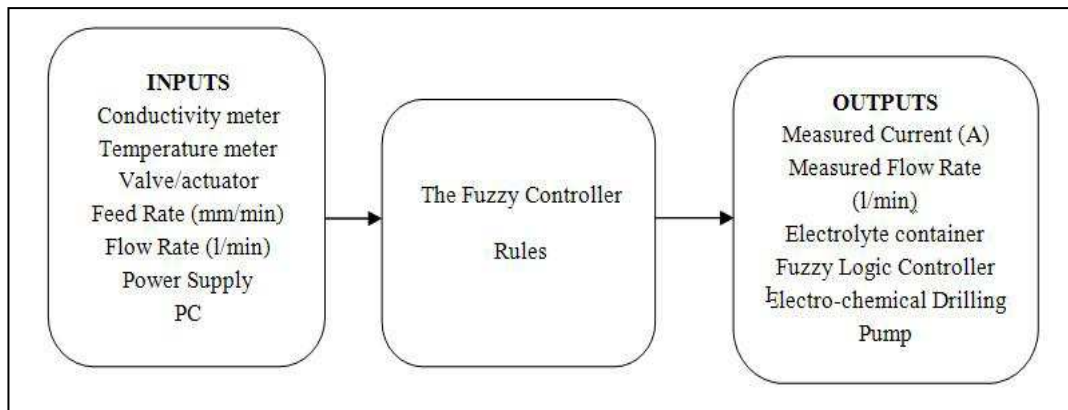 INPUTS
Conductivity meter
Temperature meter
Valve/actuator
Feed Rate (mm/min)
Flow Rate (l/min)
Power Supply
PC
The Fuzzy Controller
Rules
OUTPUTS
Measured Current (A)
Measured Flow Rate
(l/min)
Electrolyte container
Fuzzy Logic Controller
Electro-chemical Drilling
Pump